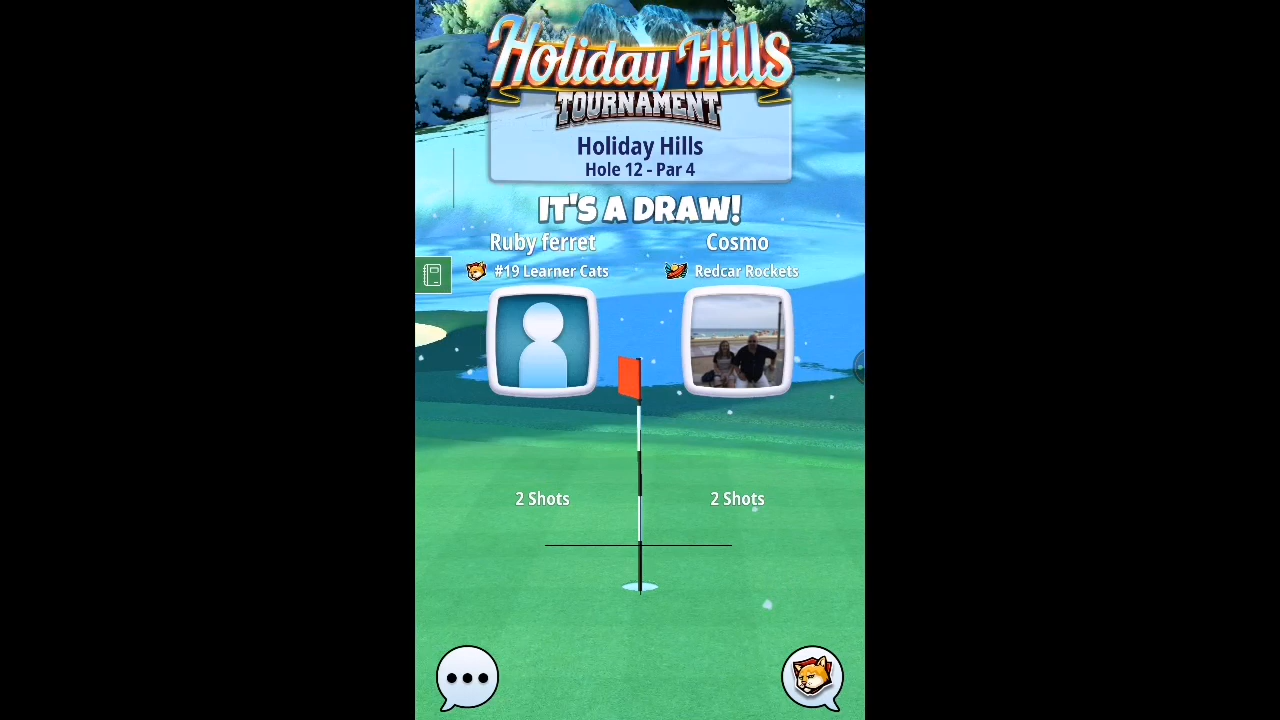 Holiday Hills
TOURNAMENT
Holiday Hills
Hole 12 - Par 4
IT'S A DRAW!
Ruby ferret Cosmo
#19 Learner Cats Redcar Rockets
2 Shots 2 Shots